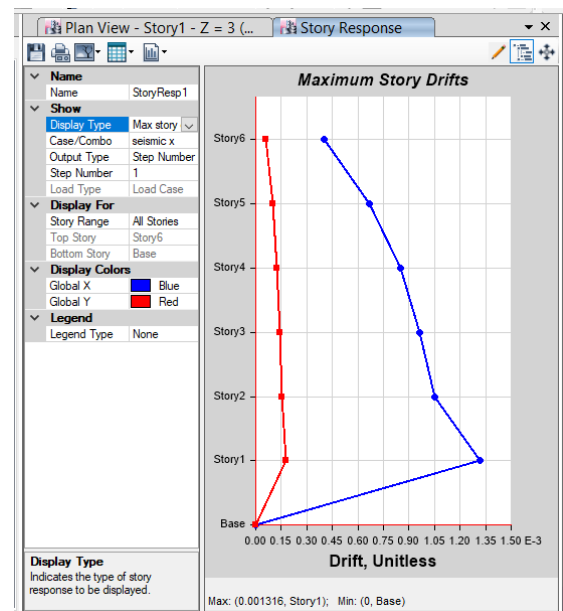 Plan View - Story1 - Z = 3 (...
Story Response
Name
Name StoryResp1
Show
Display Type Max story
Case/Combo seismic x
Output Type Step Number
Step Number 1
Load Type Load Case
Display For
Story Range All Stories
Top Story Story6
Bottom Story Base
Display Colors
Global X Blue
Global Y Red
Legend
Legend Type None
Display Type
Indicates the type of story
response to be displayed.
Maximum Story Drifts
Story6
Story5
Story4
Story3
Story2
Story1
Base
0.00 0.15 0.30 0.45 0.60 0.75 0.90 1.05 1.20 1.35 1.50 E-3
Drift, Unitless
Max: (0.001316, Story1); Min: (0, Base)